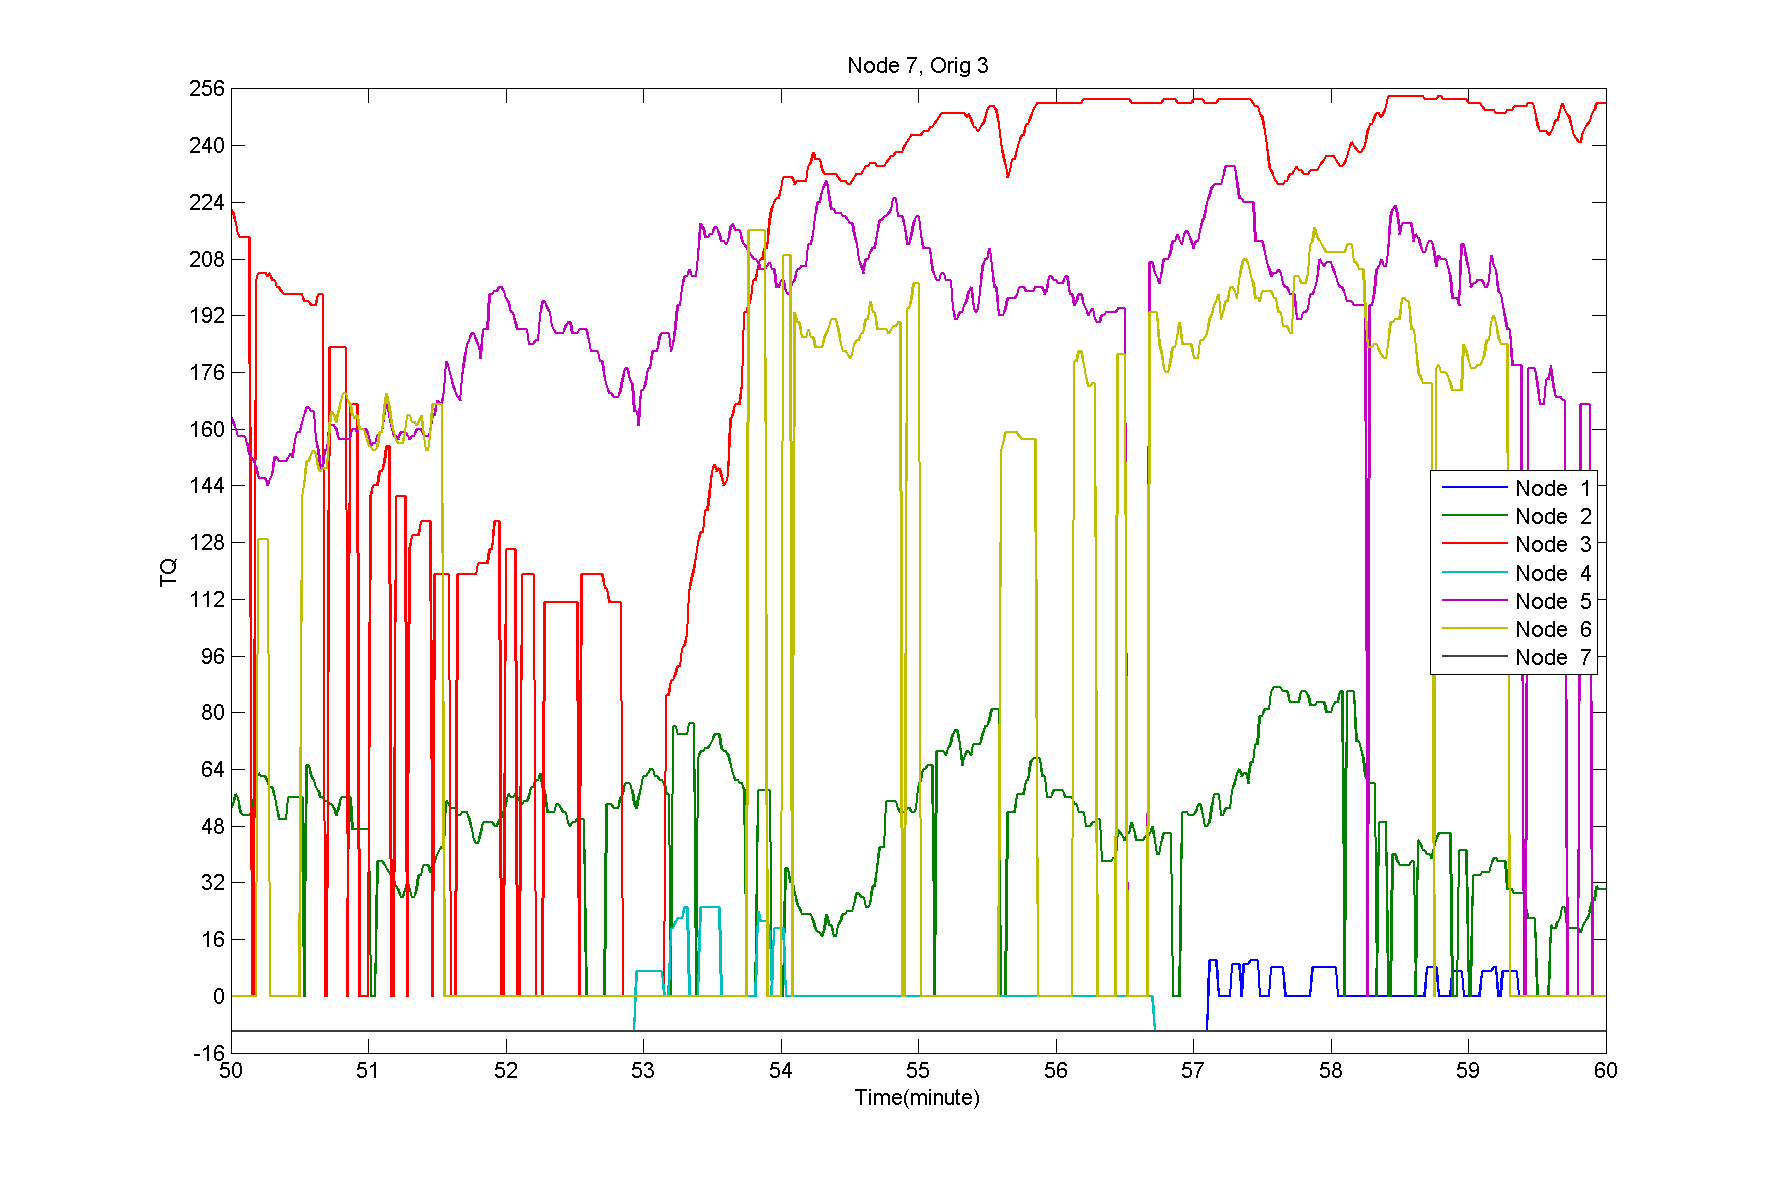 Node 7, Orig 3
256
240
224
208
192
176
160
144
128
112
96
80
64
48
32
16
0
-16
TQ
Node 1
Node 2
Node 3
Node 4
Node 5
Node 6
Node 7
50 51 52 53 54 55 56 57 58 59 60
Time(minute)